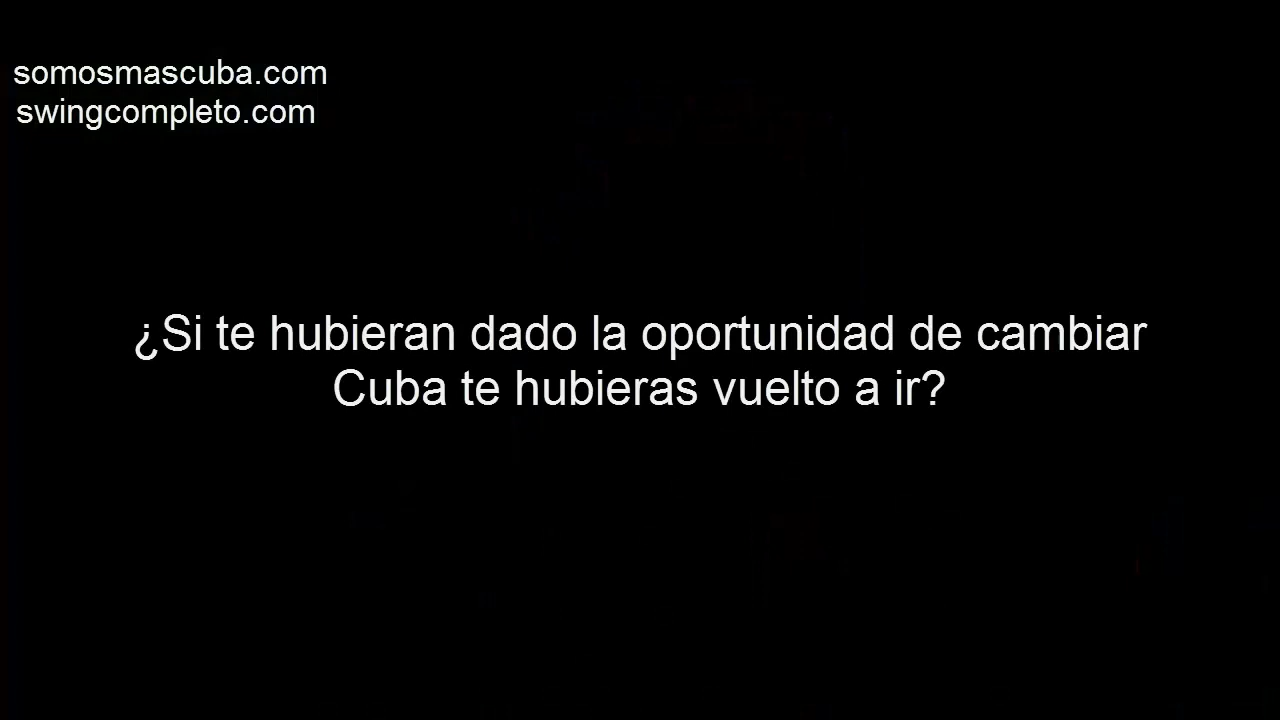 somosmascuba.com
swingcompleto.com
¿Si te hubieran dado la oportunidad de cambiar
Cuba te hubieras vuelto a ir?